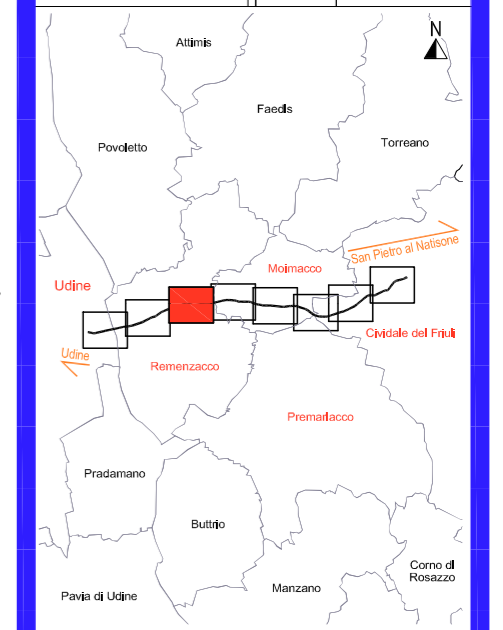 N
Attimis
Faedis
Povoletto
Torreano
San Pietro al Natisone
Moimacco
Udine
Cividale del Friuli
Udine
Remenzacco
Premariacco
Pradamano
Buttrio
Corno di
Rosazzo
Manzano
Pavia di Udine